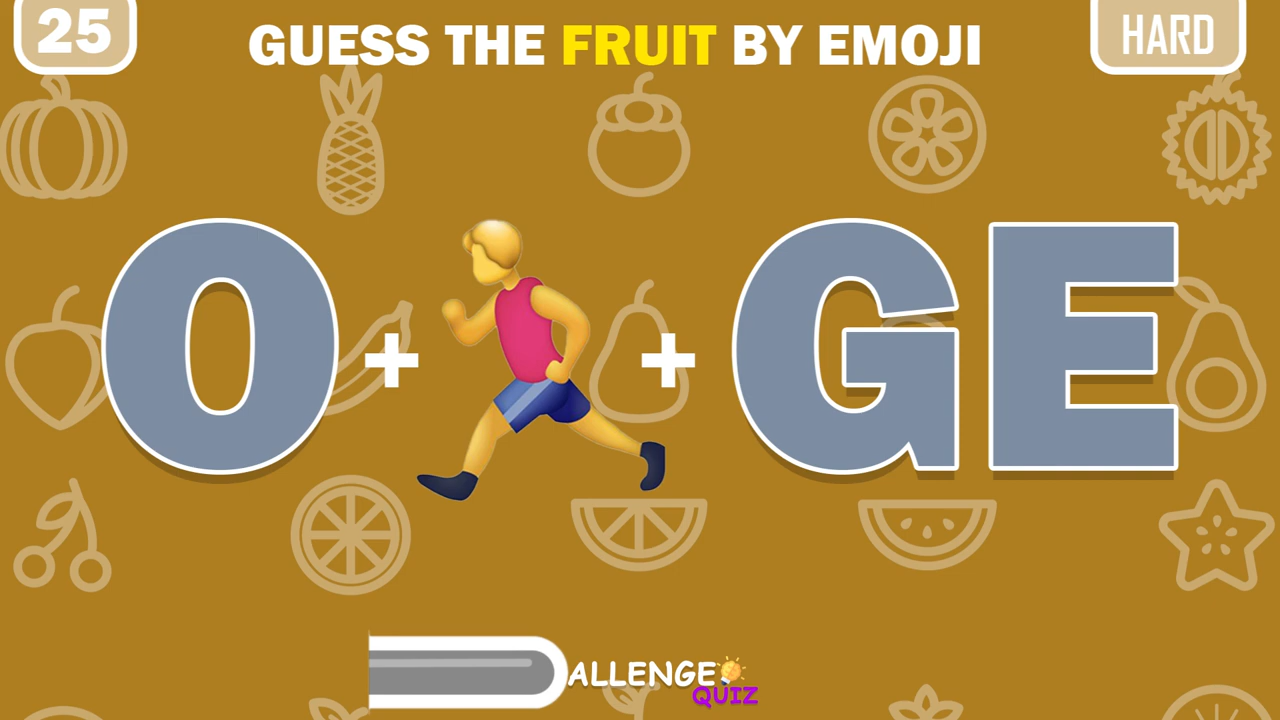 25
GUESS THE FRUIT BY EMOJI
HARD
O + + GE
ALLENGE
QUIZ